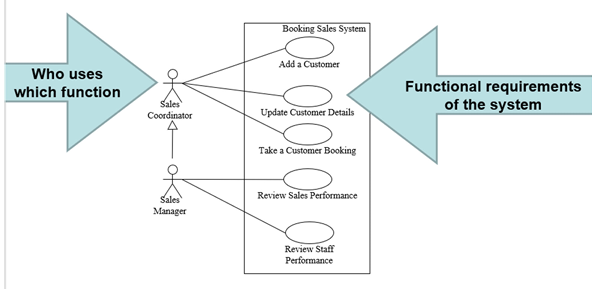 Who uses
which function
Sales
Coordinator
Sales
Manager
Booking Sales System
Add a Customer
Update Customer Details
Take a Customer Booking
Review Sales Performance
Review Staff
Performance
Functional requirements
of the system